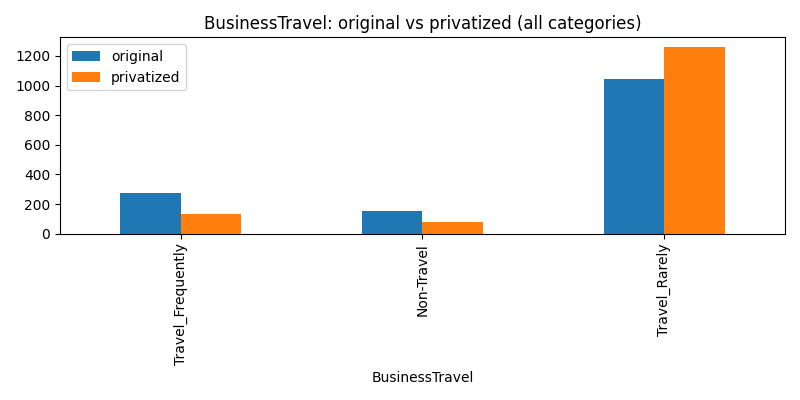 BusinessTravel: original vs privatized (all categories)
original
privatized
1200
1000
800
600
400
200
0
Travel_Frequently
Non-Travel
Travel_Rarely
BusinessTravel